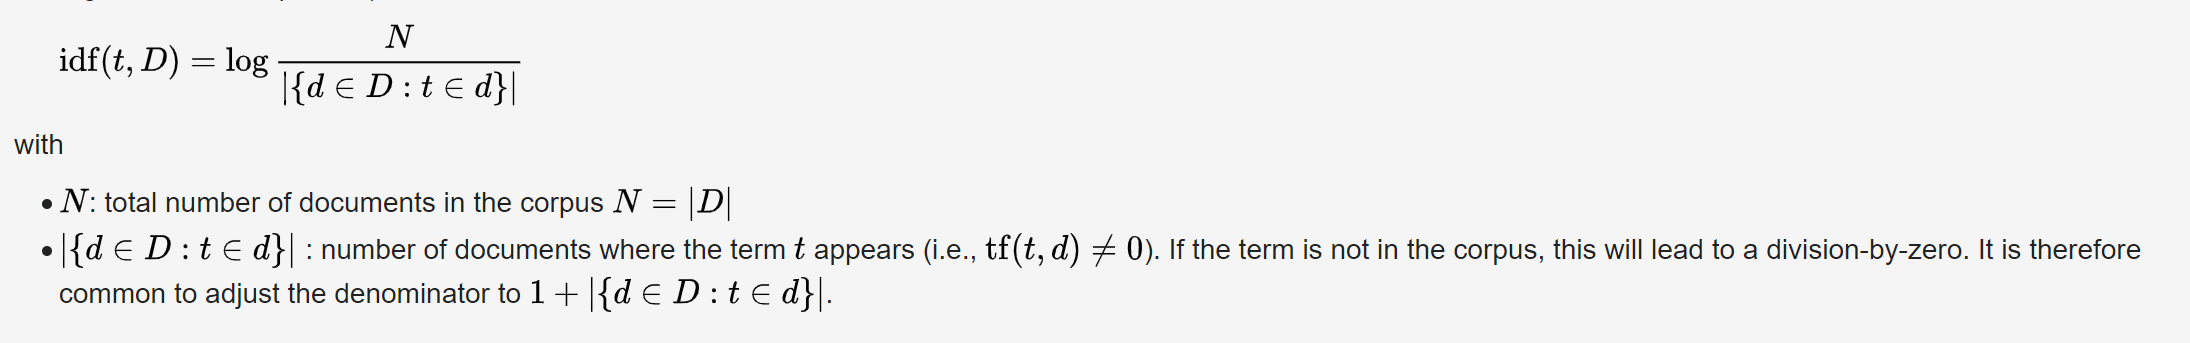 idf(t, D) = log N / |{d ∈ D : t ∈ d}|
with
• N: total number of documents in the corpus N = |D|
• |{d ∈ D : t ∈ d}| : number of documents where the term t appears (i.e., tf(t, d) ≠ 0). If the term is not in the corpus, this will lead to a division-by-zero. It is therefore
common to adjust the denominator to 1 + |{d ∈ D : t ∈ d}|.